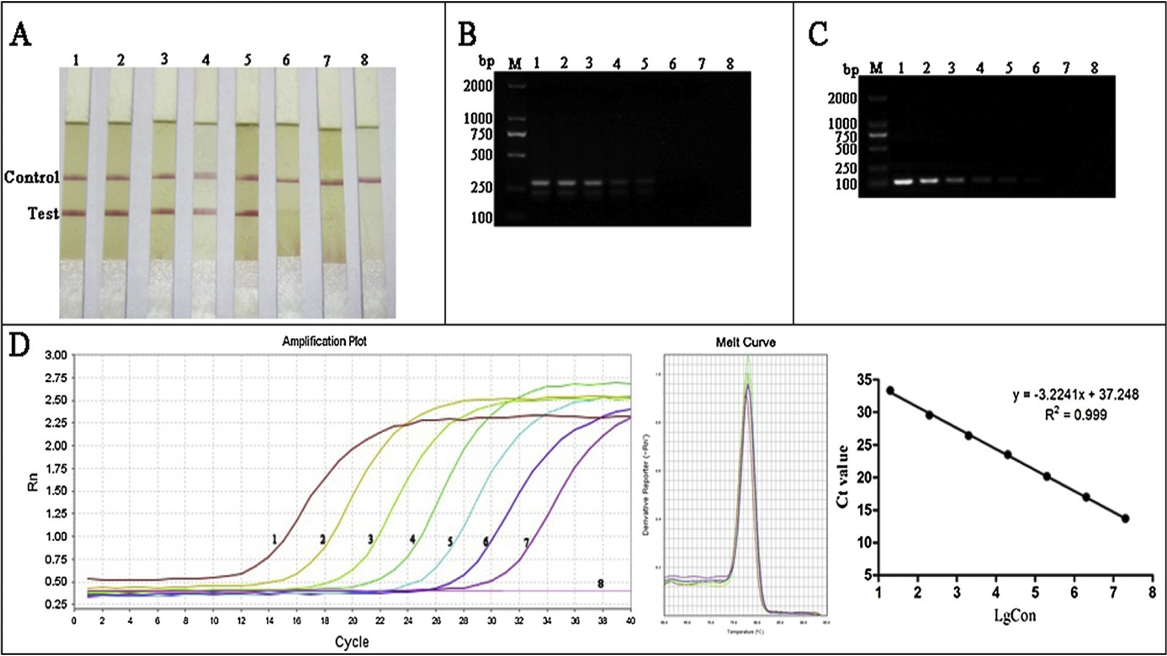 A
1 2 3 4 5 6 7 8
Control
Test
B
bp M 1 2 3 4 5 6 7 8
2000
1000
750
500
250
100
C
bp M 1 2 3 4 5 6 7 8
2000
1000
750
500
250
100
D
Amplification Plot
3.00
2.75
2.50
2.25
2.00
1.75
1.50
1.25
1.00
0.75
0.50
0.25
Rn
1 2 3 4 5 6 7
8
0 2 4 6 8 10 12 14 16 18 20 22 24 26 28 30 32 34 36 38 40
Cycle
Melt Curve
Derivative Reporter (-Rn')
Temperature (°C)
35
30
25
20
15
10
5
Ct value
y = -3.2241x + 37.248
R² = 0.999
1 2 3 4 5 6 7 8
LgCon